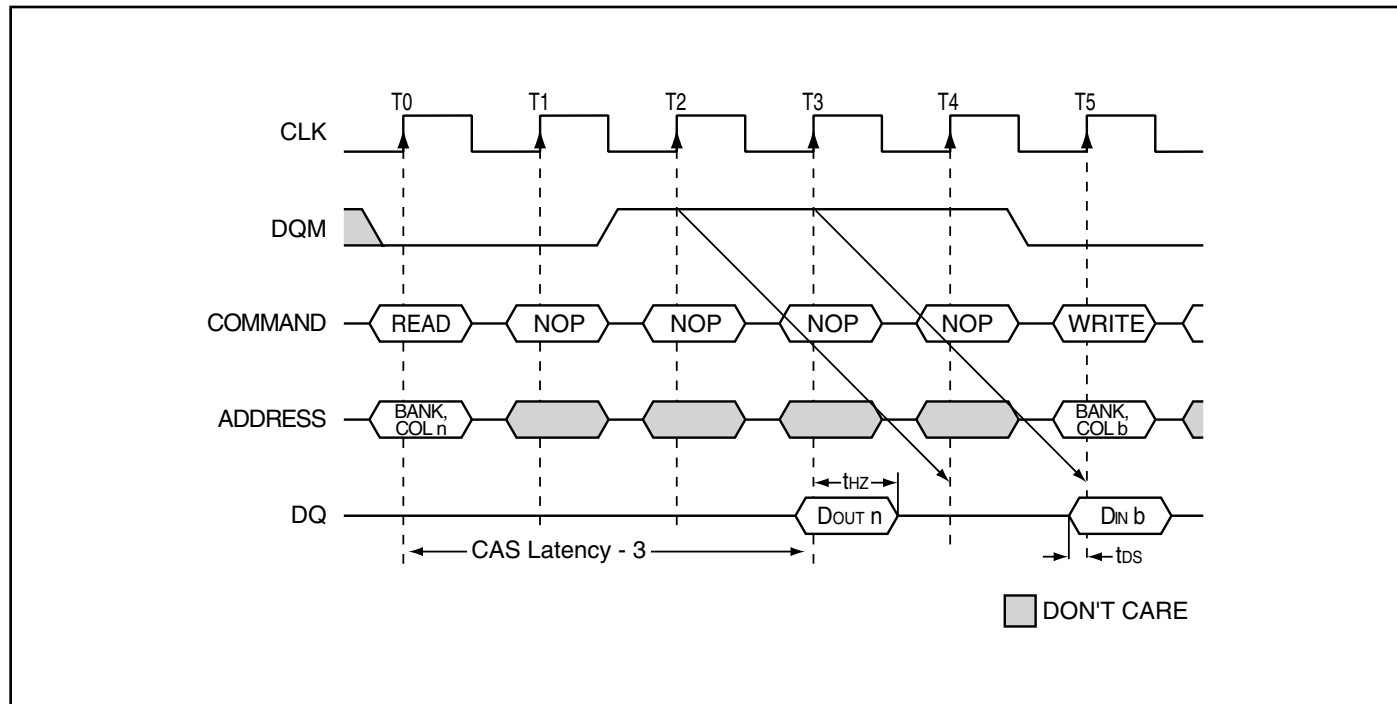 T0 T1 T2 T3 T4 T5
CLK
DQM
COMMAND READ NOP NOP NOP NOP WRITE
ADDRESS BANK, COL n BANK, COL b
tHZ
DQ DOUT n DIN b
CAS Latency - 3 tDS
DON'T CARE